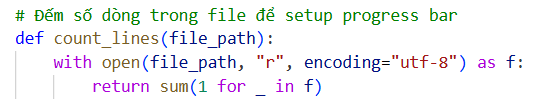 # Đếm số dòng trong file để setup progress bar
def count_lines(file_path):
    with open(file_path, "r", encoding="utf-8") as f:
        return sum(1 for _ in f)